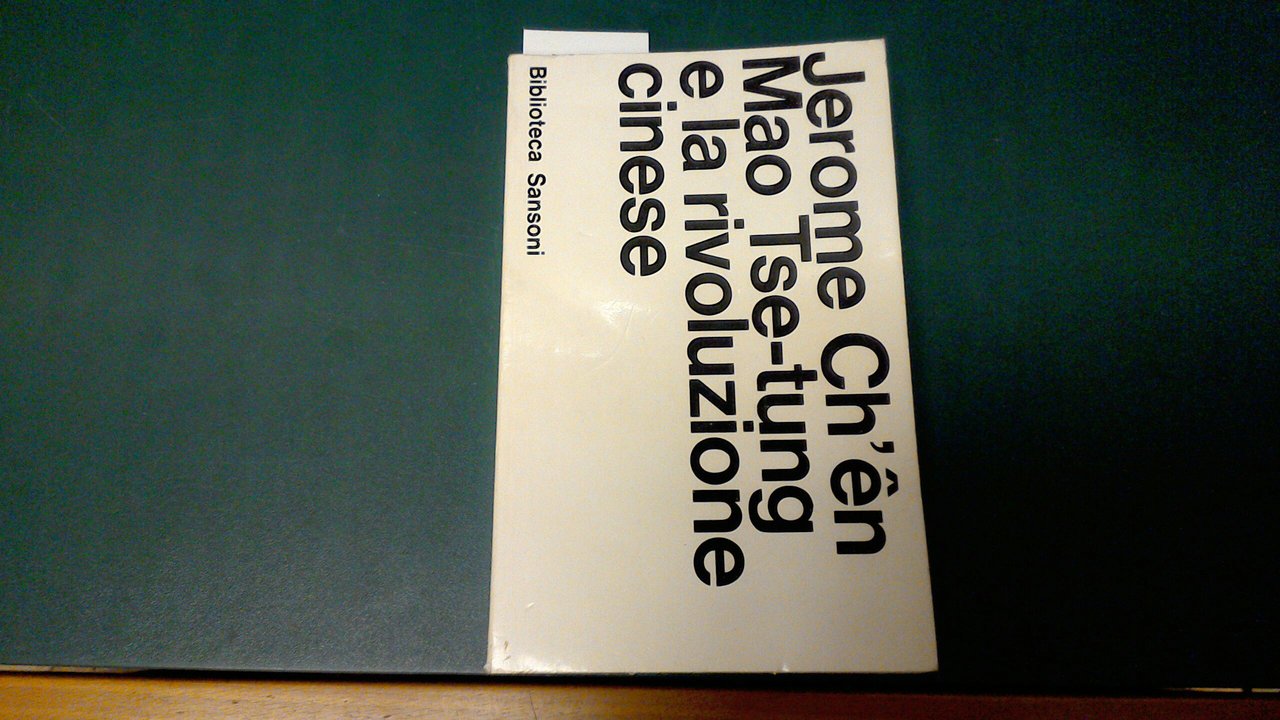 Jerome Ch'ên
Mao Tse-tung
e la rivoluzione
cinese
Biblioteca Sansoni